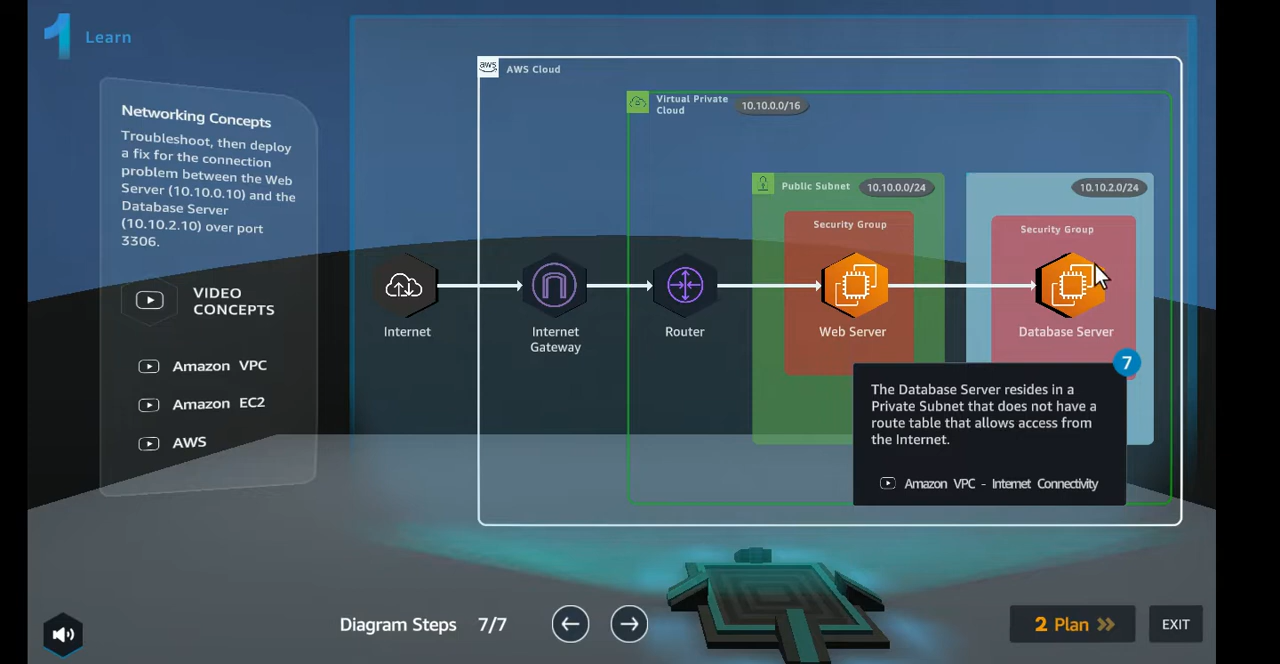 1 Learn
Networking Concepts
Troubleshoot, then deploy
a fix for the connection
problem between the Web
Server (10.10.0.10) and the
Database Server
(10.10.2.10) over port
3306.
VIDEO
CONCEPTS
Amazon VPC
Amazon EC2
AWS
aws
AWS Cloud
Virtual Private
Cloud
10.10.0.0/16
Public Subnet
10.10.0.0/24
10.10.2.0/24
Security Group
Security Group
Internet
Internet
Gateway
Router
Web Server
Database Server
7
The Database Server resides in a
Private Subnet that does not have a
route table that allows access from
the Internet.
Amazon VPC - Internet Connectivity
Diagram Steps 7/7
2 Plan
EXIT